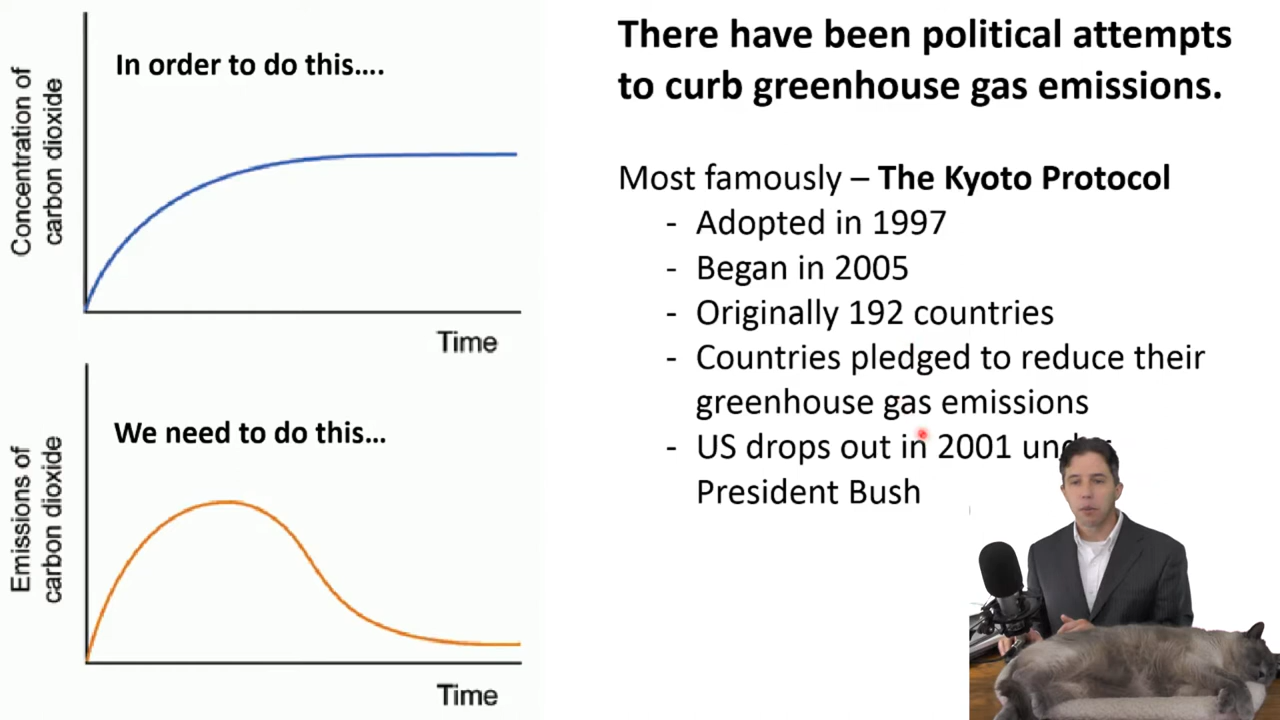 In order to do this....
Concentration of
carbon dioxide
Time
We need to do this...
Emissions of
carbon dioxide
Time
There have been political attempts
to curb greenhouse gas emissions.
Most famously – The Kyoto Protocol
- Adopted in 1997
- Began in 2005
- Originally 192 countries
- Countries pledged to reduce their
greenhouse gas emissions
- US drops out in 2001 under
President Bush